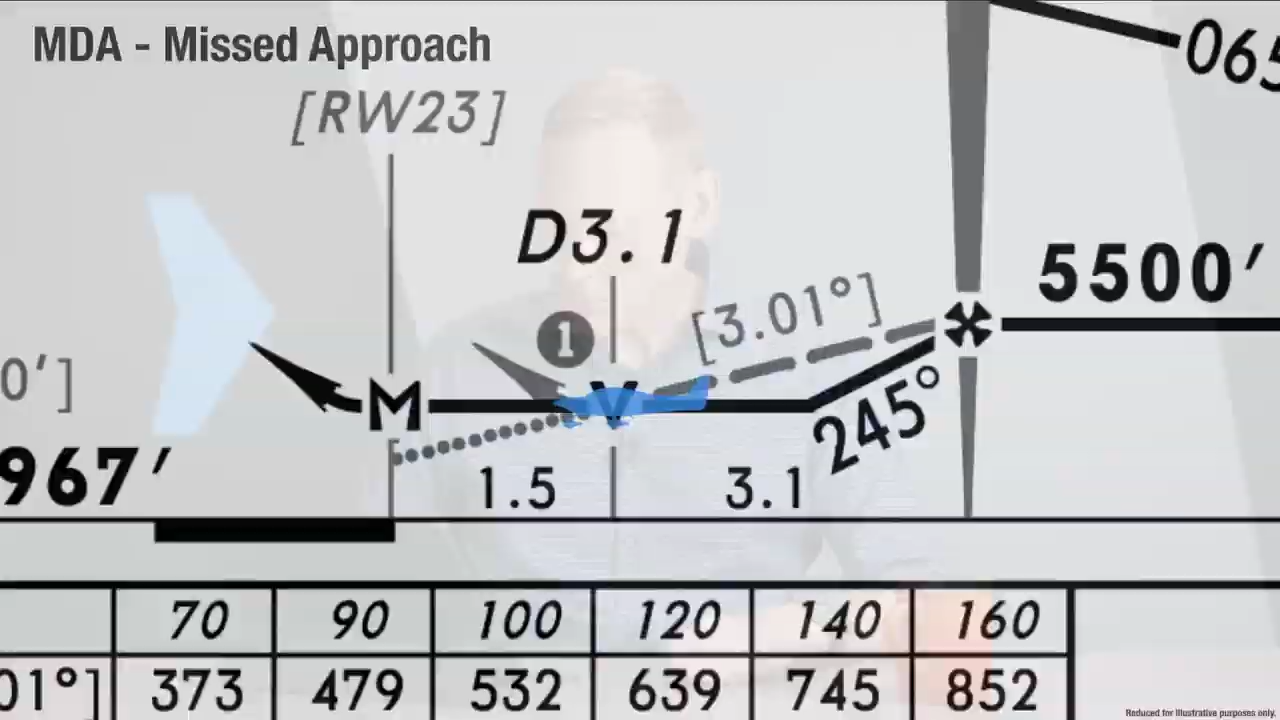 MDA - Missed Approach
065
[RW23]
D3.1
5500′
[3.01°]
1
0′]
M
V
245°
967′
1.5
3.1
70 90 100 120 140 160
01°] 373 479 532 639 745 852
Reduced for illustrative purposes only.